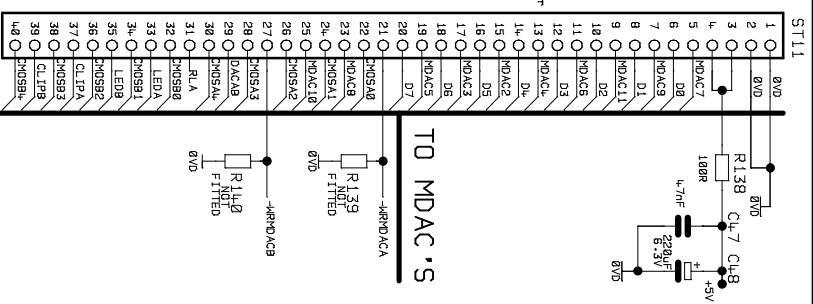 ST11
1 0VD
2 0VD
3
4
5 MDAC7
6 D0
7 MDAC9
8 D1
9 MDAC11
10 D2
11 MDAC6
12 D3
13 MDAC4
14 D4
15 MDAC2
16 D5
17 MDAC3
18 D6
19 MDAC5
20 D7
21
22 CMOSA0
23 MDAC8
24 CMOSA1
25 MDAC10
26 CMOSA2
27
28 CMOSA3
29 DACAB
30 CMOSA4
31 RLA
32 CMOSB0
33 LEDA
34 CMOSB1
35 LEDB
36 CMOSB2
37 CLIPA
38 CMOSB3
39 CLIPB
40 CMOSB4
0VD
R138
100R
C47
47nF
C48
220uF
6.3V
+
+5V
0VD
TO MDAC'S
-WRMDACA
R139
NOT
FITTED
0VD
-WRMDACB
R140
NOT
FITTED
0VD